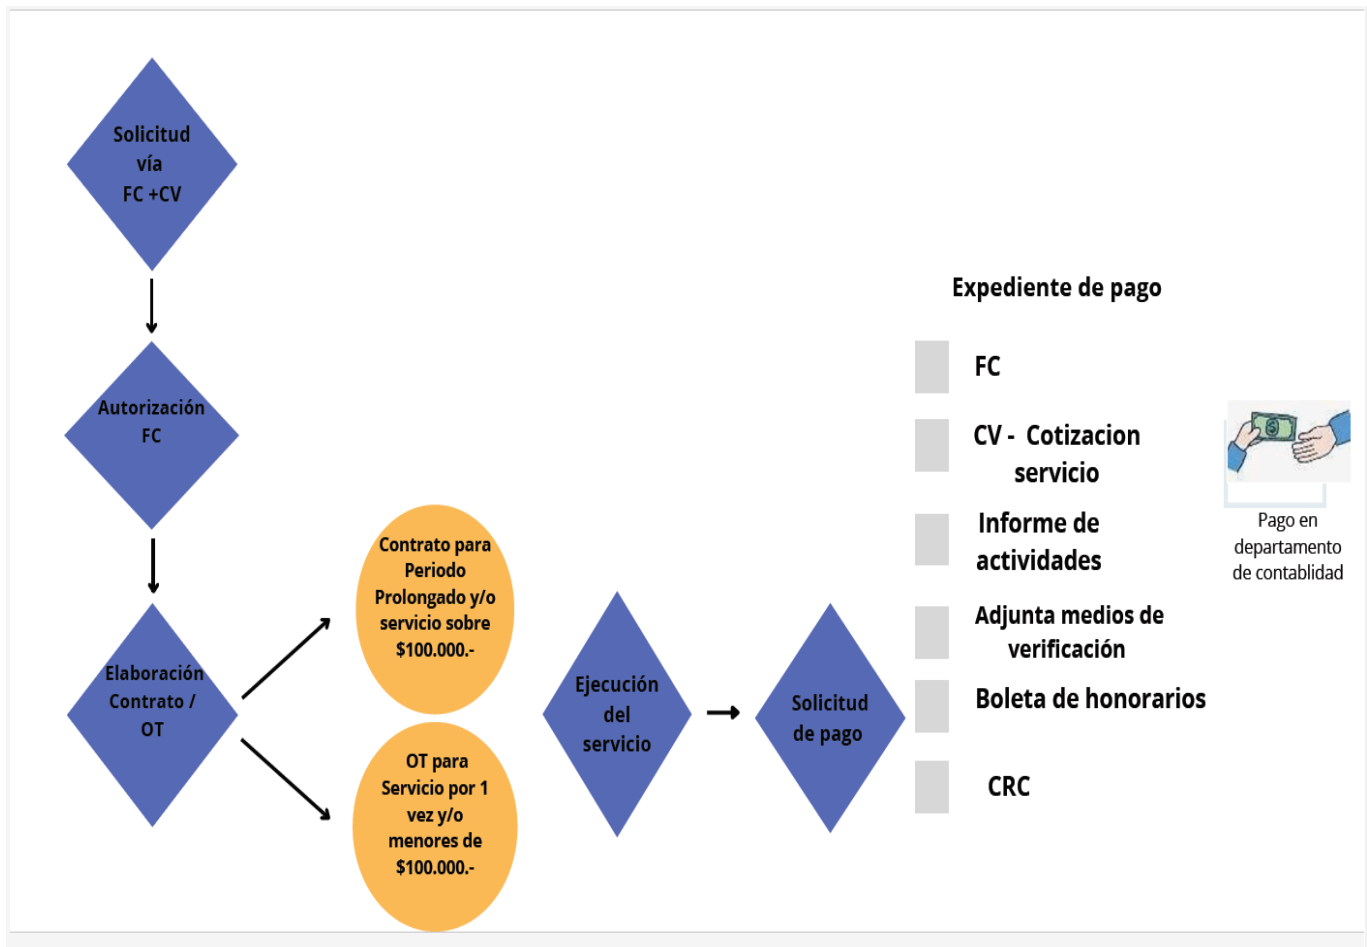 Solicitud
vía
FC +CV
Autorización
FC
Elaboración
Contrato /
OT
Contrato para
Periodo
Prolongado y/o
servicio sobre
$100.000.-
OT para
Servicio por 1
vez y/o
menores de
$100.000.-
Ejecución
del
servicio
Solicitud
de pago
Expediente de pago
FC
CV - Cotizacion
servicio
Informe de
actividades
Adjunta medios de
verificación
Boleta de honorarios
CRC
Pago en
departamento
de contablidad